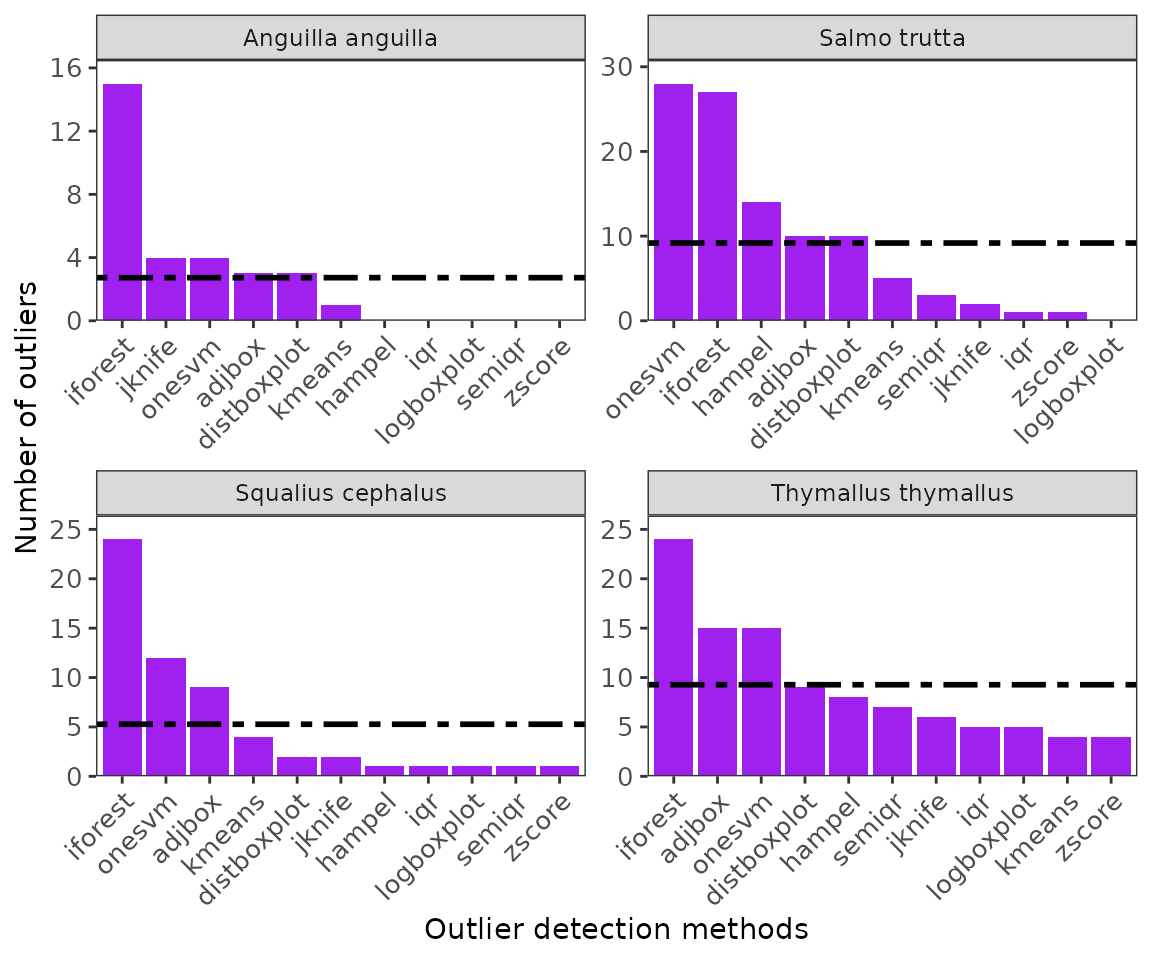 Anguilla anguilla
Salmo trutta
16
12
8
4
0
30
20
10
0
iforest
jknife
onesvm
adjbox
distboxplot
kmeans
hampel
iqr
logboxplot
semiqr
zscore
onesvm
iforest
hampel
adjbox
distboxplot
kmeans
semiqr
jknife
iqr
zscore
logboxplot
Number of outliers
Squalius cephalus
Thymallus thymallus
25
20
15
10
5
0
25
20
15
10
5
0
iforest
onesvm
adjbox
kmeans
distboxplot
jknife
hampel
iqr
logboxplot
semiqr
zscore
iforest
adjbox
onesvm
distboxplot
hampel
semiqr
jknife
iqr
logboxplot
kmeans
zscore
Outlier detection methods